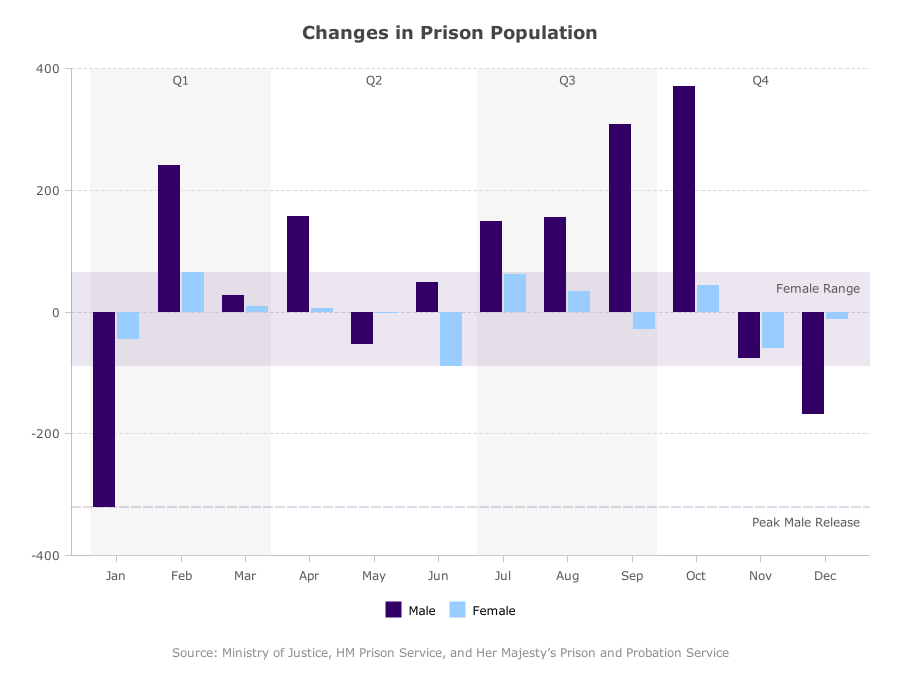 Changes in Prison Population
Q1 Q2 Q3 Q4
400
200
Female Range
0
-200
Peak Male Release
-400
Jan Feb Mar Apr May Jun Jul Aug Sep Oct Nov Dec
Male Female
Source: Ministry of Justice, HM Prison Service, and Her Majesty’s Prison and Probation Service